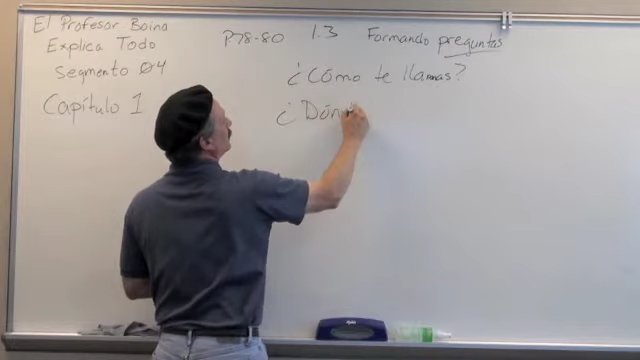 El Profesor Boina
Explica Todo
Segmento 04
Capítulo 1
P78-80 1.3 Formando preguntas
¿Cómo te llamas?
¿Dón